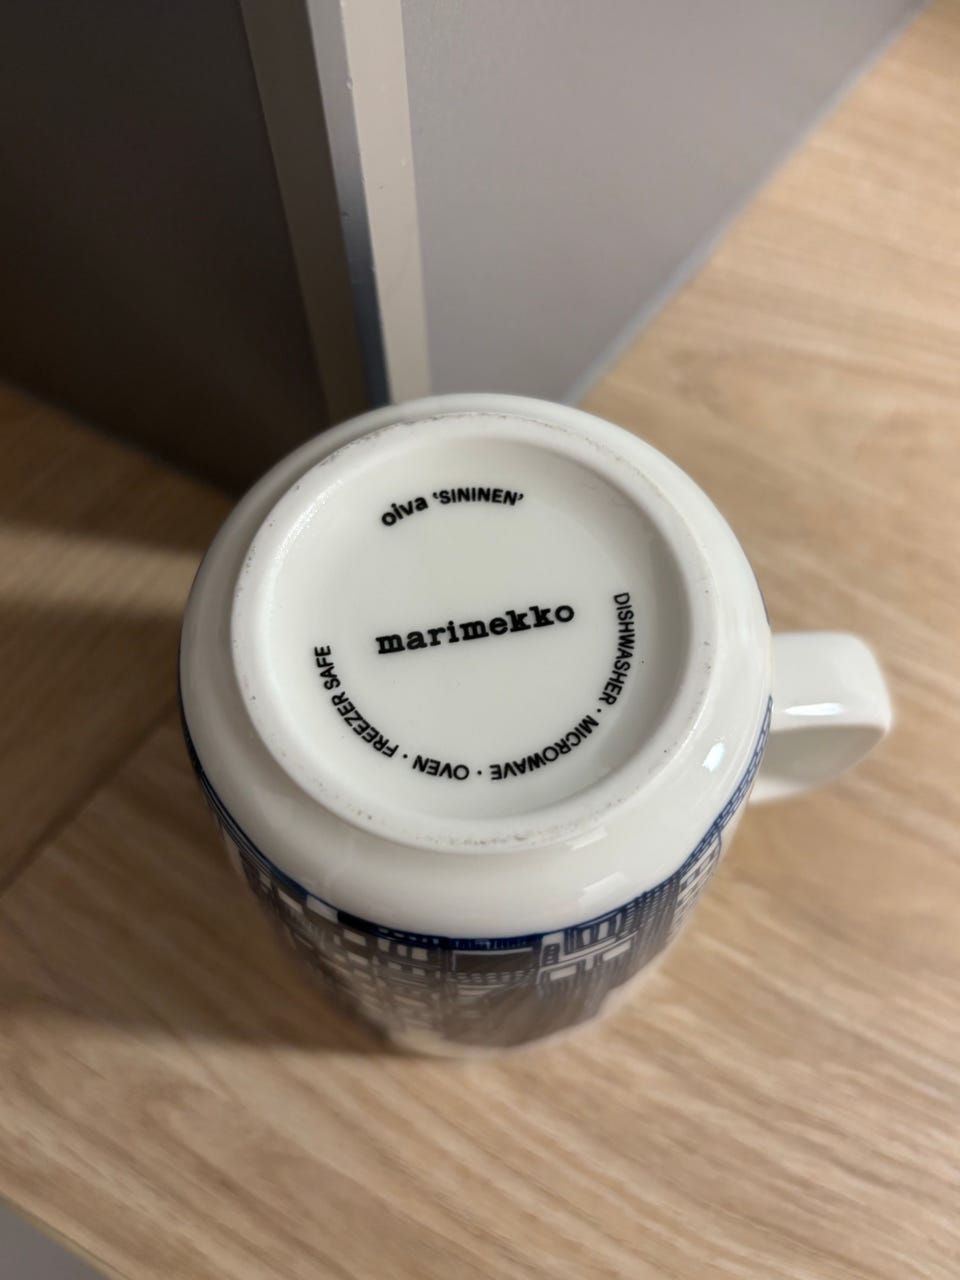 oiva ‘SININEN’
marimekko
DISHWASHER · MICROWAVE · OVEN · FREEZER SAFE